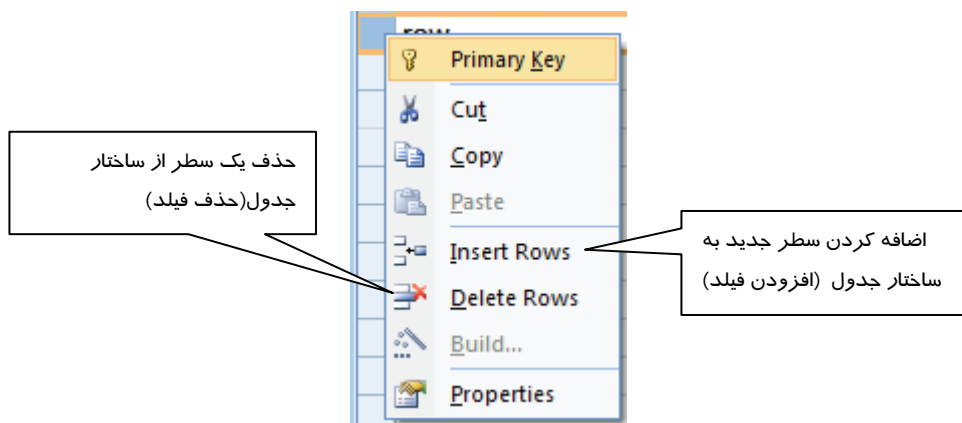 row
Primary Key
Cut
Copy
Paste
Insert Rows
Delete Rows
Build...
Properties
حذف یک سطر از ساختار
جدول(حذف فیلد)
اضافه کردن سطر جدید به
ساختار جدول (افزودن فیلد)